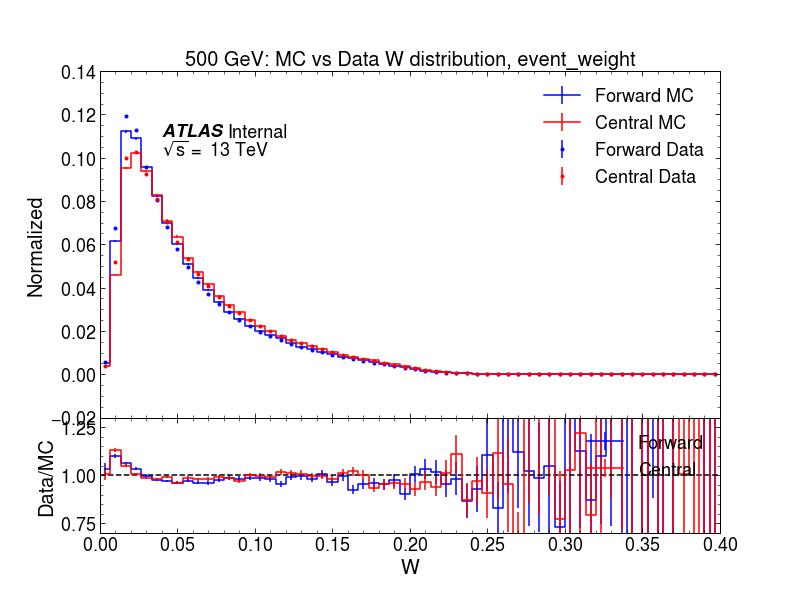 500 GeV: MC vs Data W distribution, event_weight
ATLAS Internal
√s = 13 TeV
Forward MC
Central MC
Forward Data
Central Data
Normalized
0.14
0.12
0.10
0.08
0.06
0.04
0.02
0.00
−0.02
Data/MC
1.25
1.00
0.75
Forward
Central
0.00 0.05 0.10 0.15 0.20 0.25 0.30 0.35 0.40
W